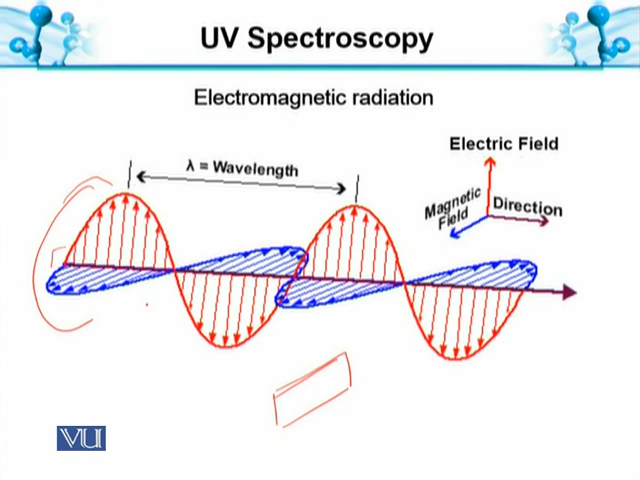 UV Spectroscopy
Electromagnetic radiation
λ = Wavelength
Electric Field
Magnetic
Field
Direction
VU